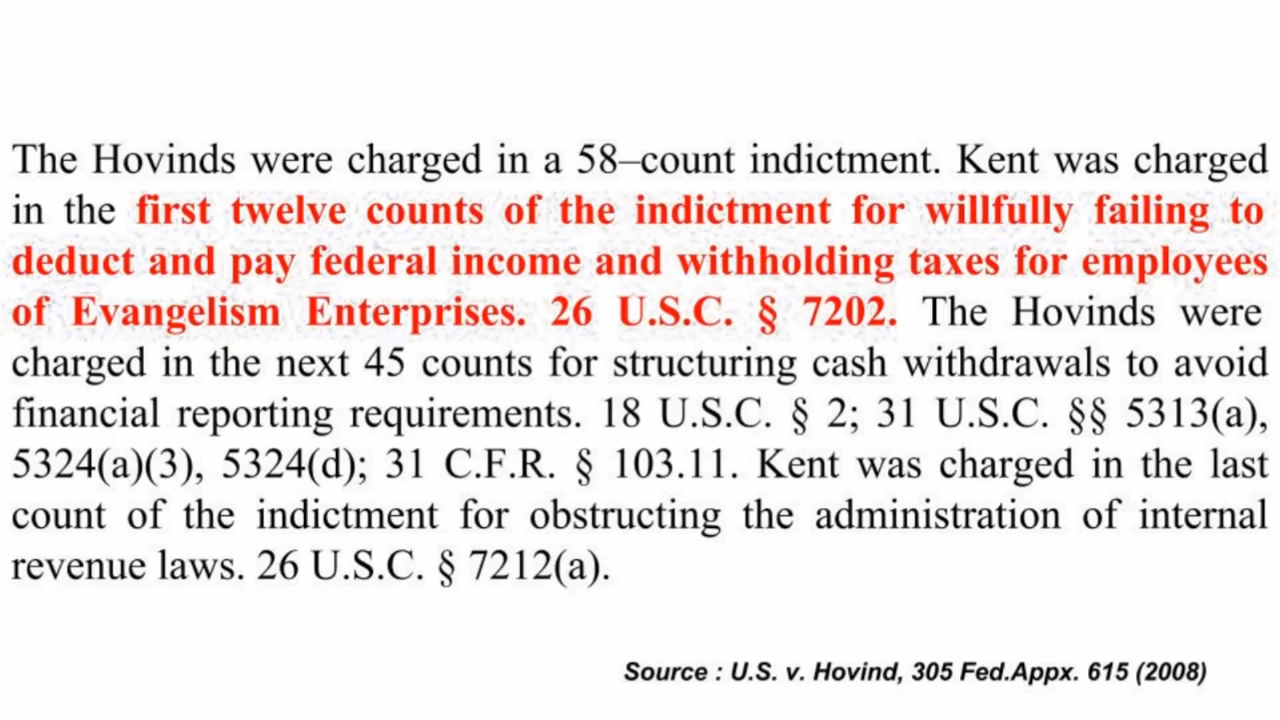 The Hovinds were charged in a 58–count indictment. Kent was charged
in the first twelve counts of the indictment for willfully failing to
deduct and pay federal income and withholding taxes for employees
of Evangelism Enterprises. 26 U.S.C. § 7202. The Hovinds were
charged in the next 45 counts for structuring cash withdrawals to avoid
financial reporting requirements. 18 U.S.C. § 2; 31 U.S.C. §§ 5313(a),
5324(a)(3), 5324(d); 31 C.F.R. § 103.11. Kent was charged in the last
count of the indictment for obstructing the administration of internal
revenue laws. 26 U.S.C. § 7212(a).
Source : U.S. v. Hovind, 305 Fed.Appx. 615 (2008)